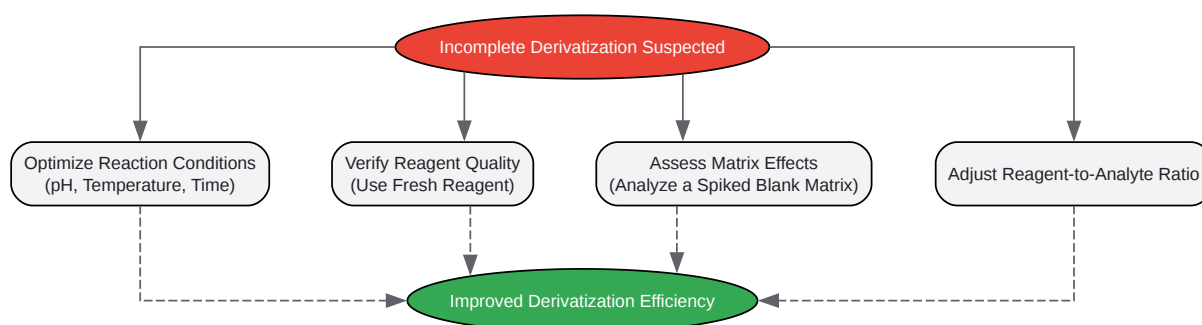 Incomplete Derivatization Suspected
Optimize Reaction Conditions
(pH, Temperature, Time)
Verify Reagent Quality
(Use Fresh Reagent)
Assess Matrix Effects
(Analyze a Spiked Blank Matrix)
Adjust Reagent-to-Analyte Ratio
Improved Derivatization Efficiency